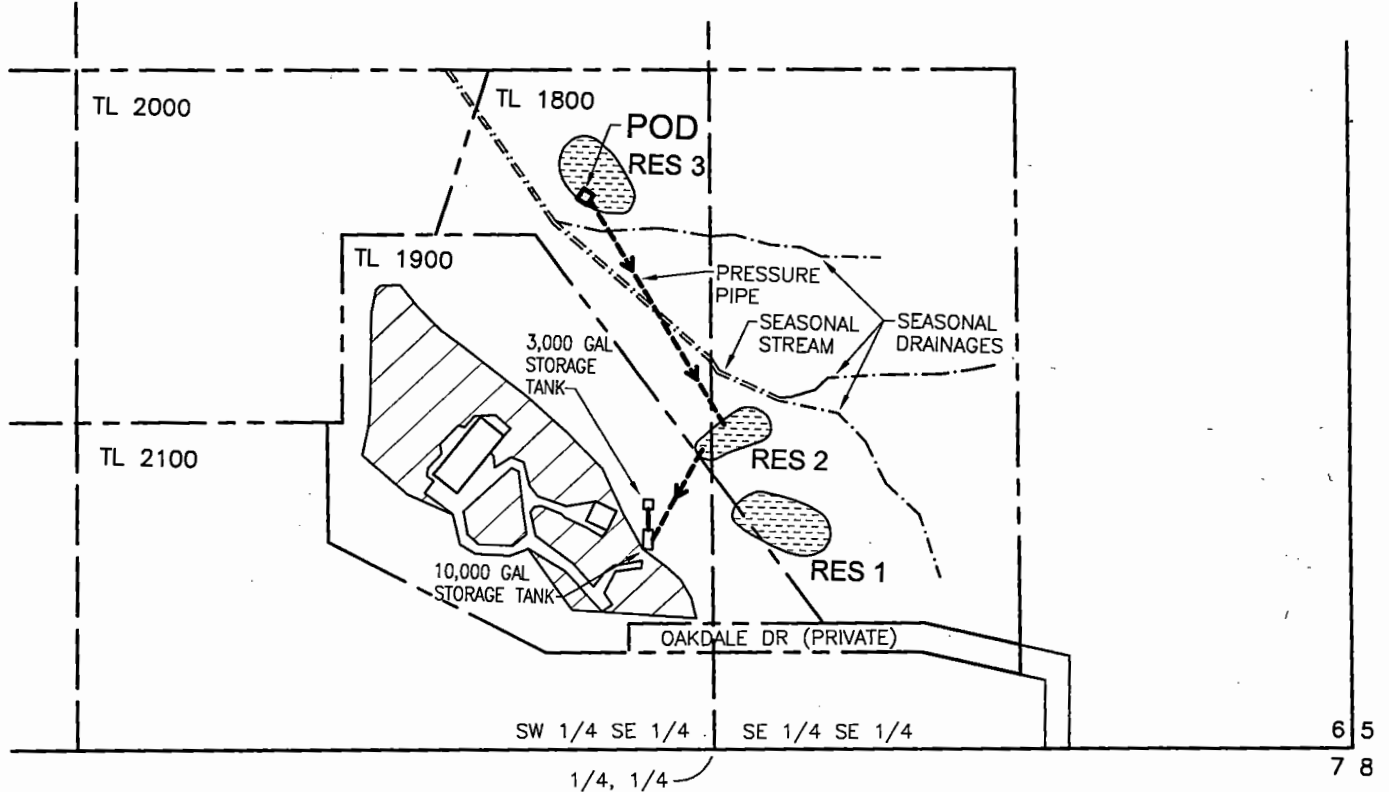 TL 2000
TL 1800
POD
RES 3
TL 1900
PRESSURE
PIPE
SEASONAL
STREAM
SEASONAL
DRAINAGES
3,000 GAL
STORAGE
TANK
TL 2100
RES 2
RES 1
10,000 GAL
STORAGE TANK
OAKDALE DR (PRIVATE)
SW 1/4 SE 1/4
SE 1/4 SE 1/4
6 5
7 8
1/4, 1/4